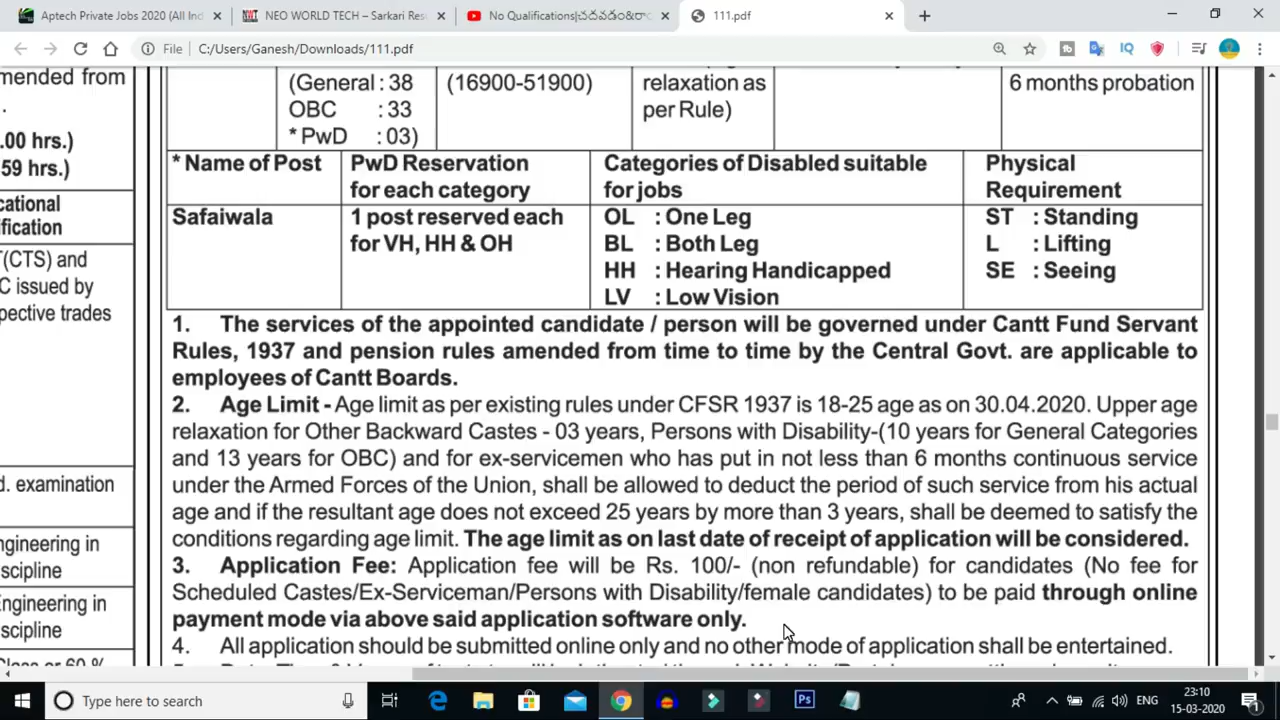 Aptech Private Jobs 2020 (All Ind
NEO WORLD TECH – Sarkari Res
No Qualifications|చదవడం&రా
111.pdf
File
C:/Users/Ganesh/Downloads/111.pdf
mended from
.
.00 hrs.)
59 hrs.)
cational
ification
T(CTS) and
C issued by
pective trades
d. examination
ngineering in
scipline
Engineering in
scipline
(General : 38
OBC : 33
* PwD : 03)
(16900-51900)
relaxation as
per Rule)
6 months probation
* Name of Post
PwD Reservation
for each category
Categories of Disabled suitable
for jobs
Physical
Requirement
Safaiwala
1 post reserved each
for VH, HH & OH
OL : One Leg
BL : Both Leg
HH : Hearing Handicapped
LV : Low Vision
ST : Standing
L : Lifting
SE : Seeing
1. The services of the appointed candidate / person will be governed under Cantt Fund Servant
Rules, 1937 and pension rules amended from time to time by the Central Govt. are applicable to
employees of Cantt Boards.
2. Age Limit - Age limit as per existing rules under CFSR 1937 is 18-25 age as on 30.04.2020. Upper age
relaxation for Other Backward Castes - 03 years, Persons with Disability-(10 years for General Categories
and 13 years for OBC) and for ex-servicemen who has put in not less than 6 months continuous service
under the Armed Forces of the Union, shall be allowed to deduct the period of such service from his actual
age and if the resultant age does not exceed 25 years by more than 3 years, shall be deemed to satisfy the
conditions regarding age limit. The age limit as on last date of receipt of application will be considered.
3. Application Fee: Application fee will be Rs. 100/- (non refundable) for candidates (No fee for
Scheduled Castes/Ex-Serviceman/Persons with Disability/female candidates) to be paid through online
payment mode via above said application software only.
4. All application should be submitted online only and no other mode of application shall be entertained.
Type here to search
ENG
23:10
15-03-2020